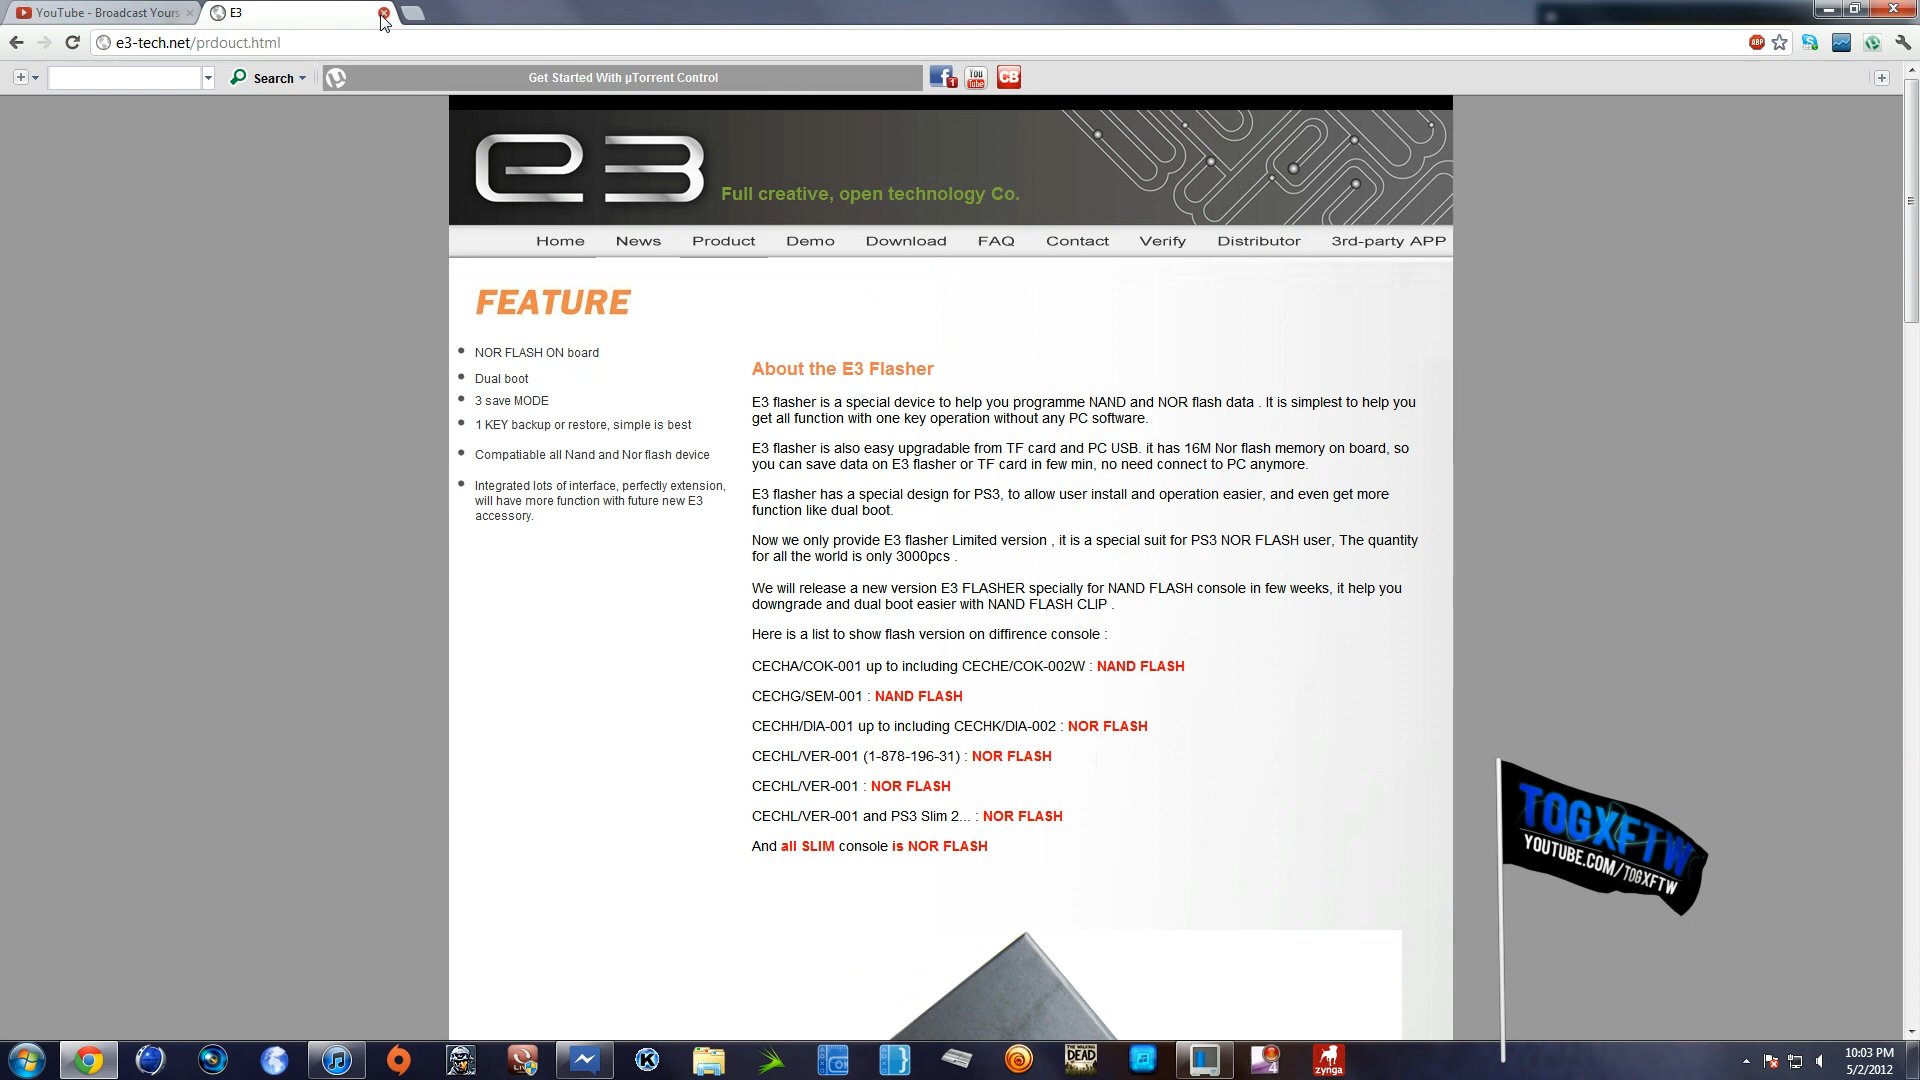 YouTube - Broadcast Yours
E3
e3-tech.net/prdouct.html
ABP
Search
Get Started With µTorrent Control
1
You
Tube
CB
e3
Full creative, open technology Co.
Home News Product Demo Download FAQ Contact Verify Distributor 3rd-party APP
FEATURE
NOR FLASH ON board
Dual boot
3 save MODE
1 KEY backup or restore, simple is best
Compatiable all Nand and Nor flash device
Integrated lots of interface, perfectly extension,
will have more function with future new E3
accessory.
About the E3 Flasher
E3 flasher is a special device to help you programme NAND and NOR flash data . It is simplest to help you
get all function with one key operation without any PC software.
E3 flasher is also easy upgradable from TF card and PC USB. it has 16M Nor flash memory on board, so
you can save data on E3 flasher or TF card in few min, no need connect to PC anymore.
E3 flasher has a special design for PS3, to allow user install and operation easier, and even get more
function like dual boot.
Now we only provide E3 flasher Limited version , it is a special suit for PS3 NOR FLASH user, The quantity
for all the world is only 3000pcs .
We will release a new version E3 FLASHER specially for NAND FLASH console in few weeks, it help you
downgrade and dual boot easier with NAND FLASH CLIP .
Here is a list to show flash version on diffirence console :
CECHA/COK-001 up to including CECHE/COK-002W : NAND FLASH
CECHG/SEM-001 : NAND FLASH
CECHH/DIA-001 up to including CECHK/DIA-002 : NOR FLASH
CECHL/VER-001 (1-878-196-31) : NOR FLASH
CECHL/VER-001 : NOR FLASH
CECHL/VER-001 and PS3 Slim 2... : NOR FLASH
And all SLIM console is NOR FLASH
TOGXFTW
YOUTUBE.COM/TOGXFTW
K
DEAD
4
zynga
10:03 PM
5/2/2012